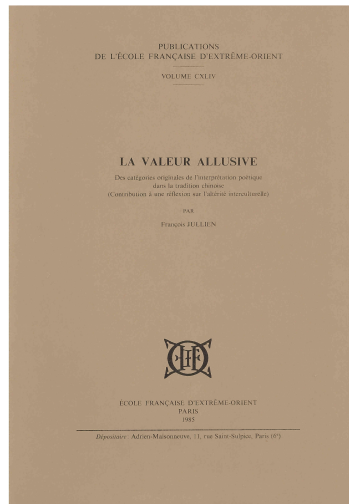 PUBLICATIONS
DE L'ÉCOLE FRANÇAISE D'EXTRÊME-ORIENT
VOLUME CXLIV
LA VALEUR ALLUSIVE
Des catégories originales de l'interprétation poétique
dans la tradition chinoise
(Contribution à une réflexion sur l'altérité interculturelle)
PAR
François JULLIEN
ÉCOLE FRANÇAISE D'EXTRÊME-ORIENT
PARIS
1985
Dépositaire : Adrien-Maisonneuve, 11, rue Saint-Sulpice, Paris (6e)